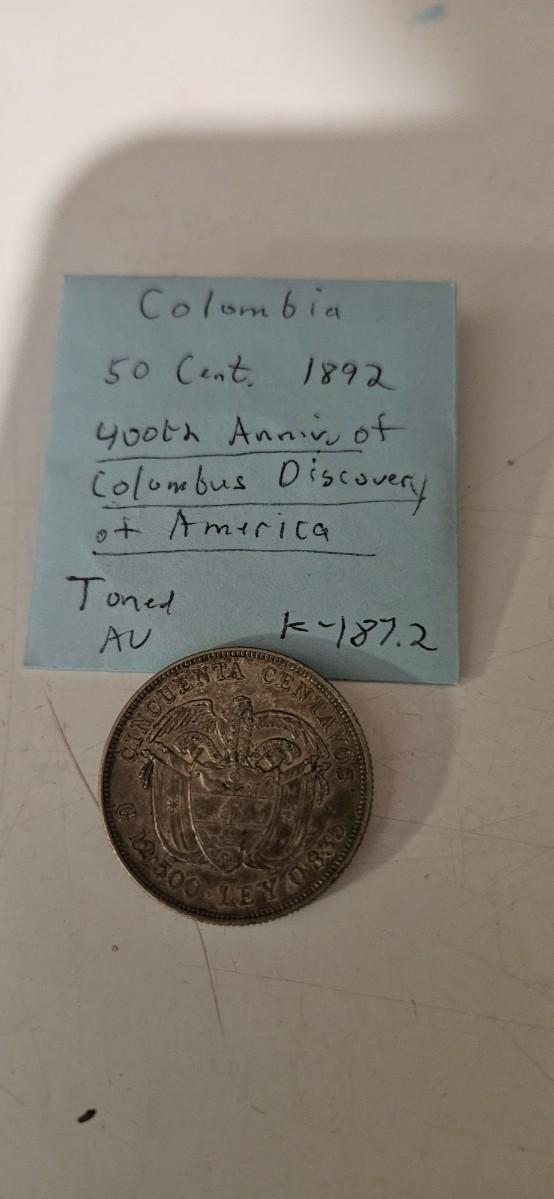 Colombia
50 Cent. 1892
400th Anniv. of
Columbus Discovery
of America
Toned
AU K-187.2
CINCUENTA CENTAVOS
G. 12.500. LEY 0.835